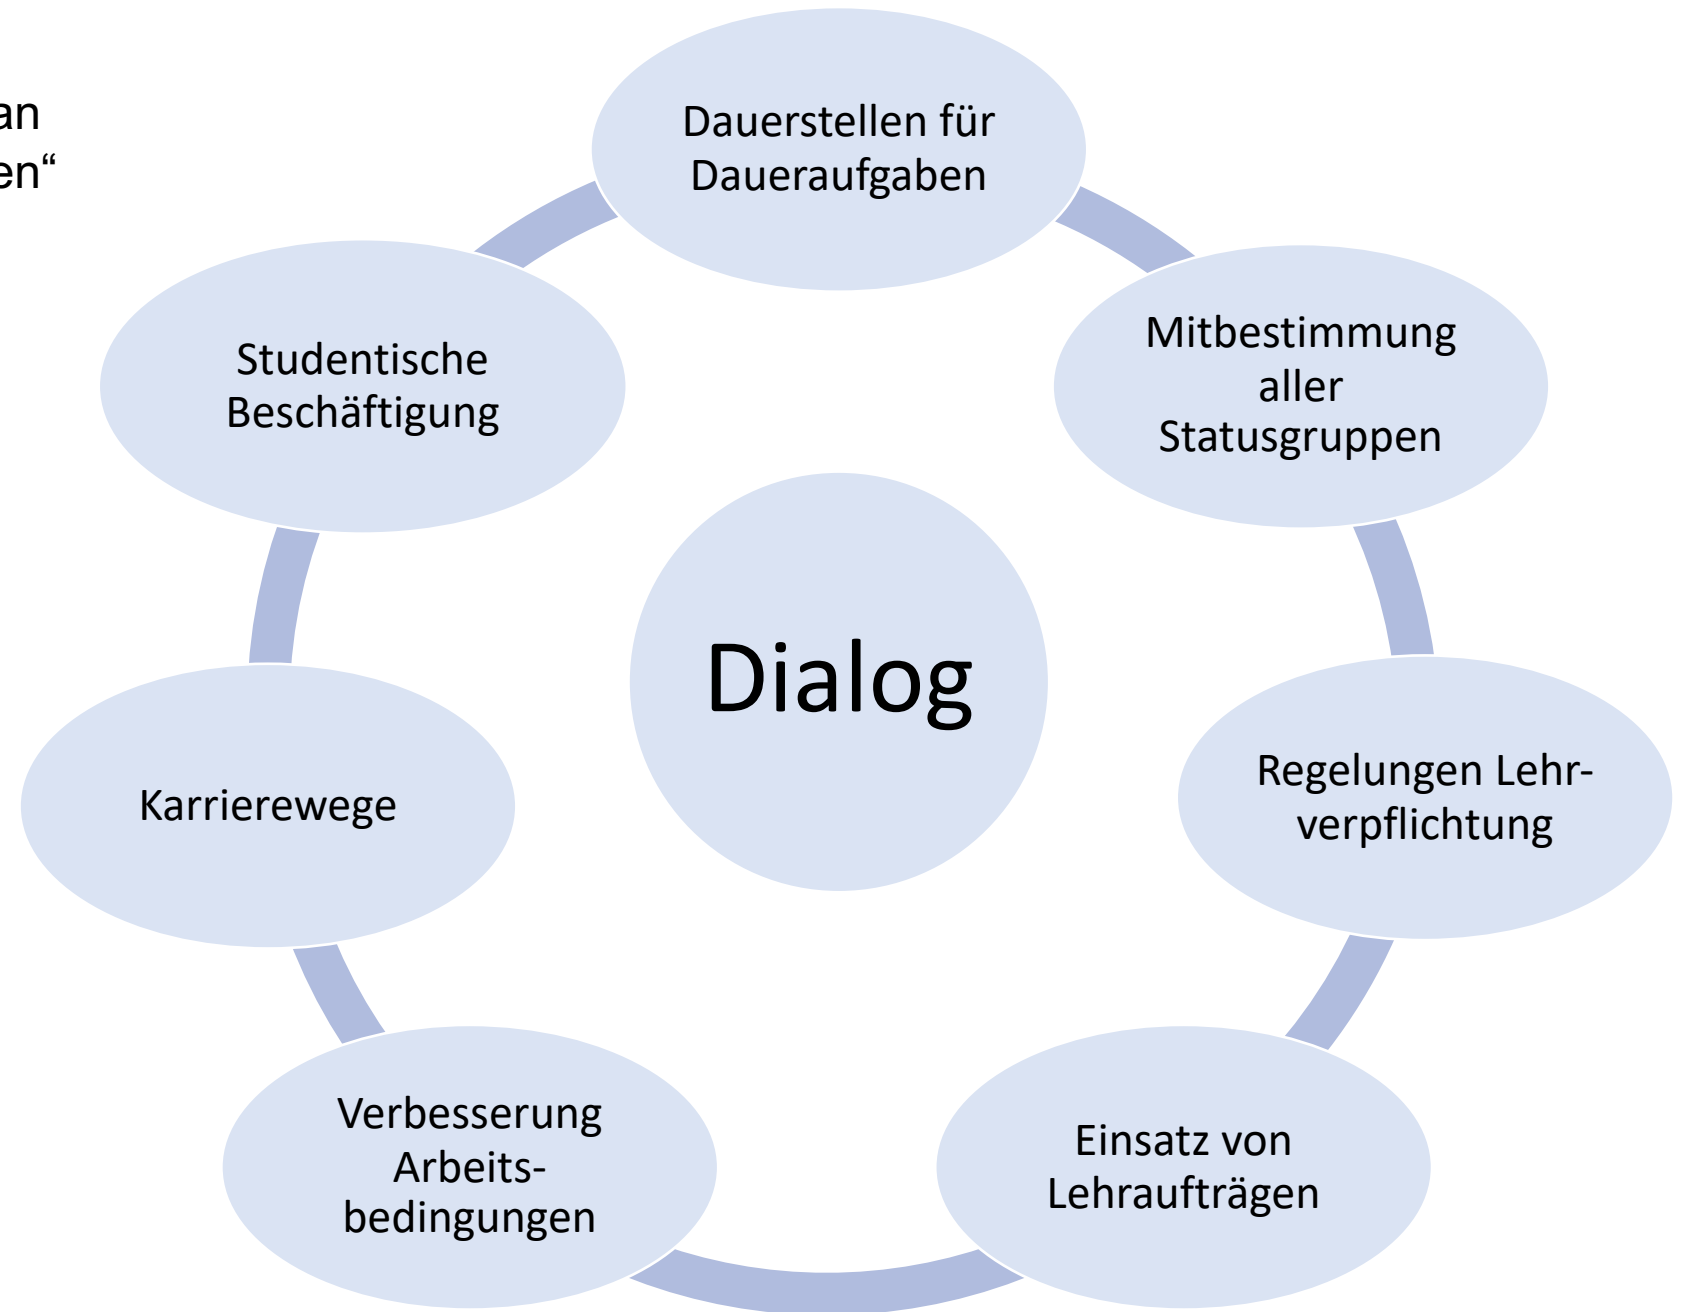 an
en“
Dauerstellen für
Daueraufgaben
Mitbestimmung
aller
Statusgruppen
Regelungen Lehr-
verpflichtung
Einsatz von
Lehraufträgen
Verbesserung
Arbeits-
bedingungen
Karrierewege
Studentische
Beschäftigung
Dialog